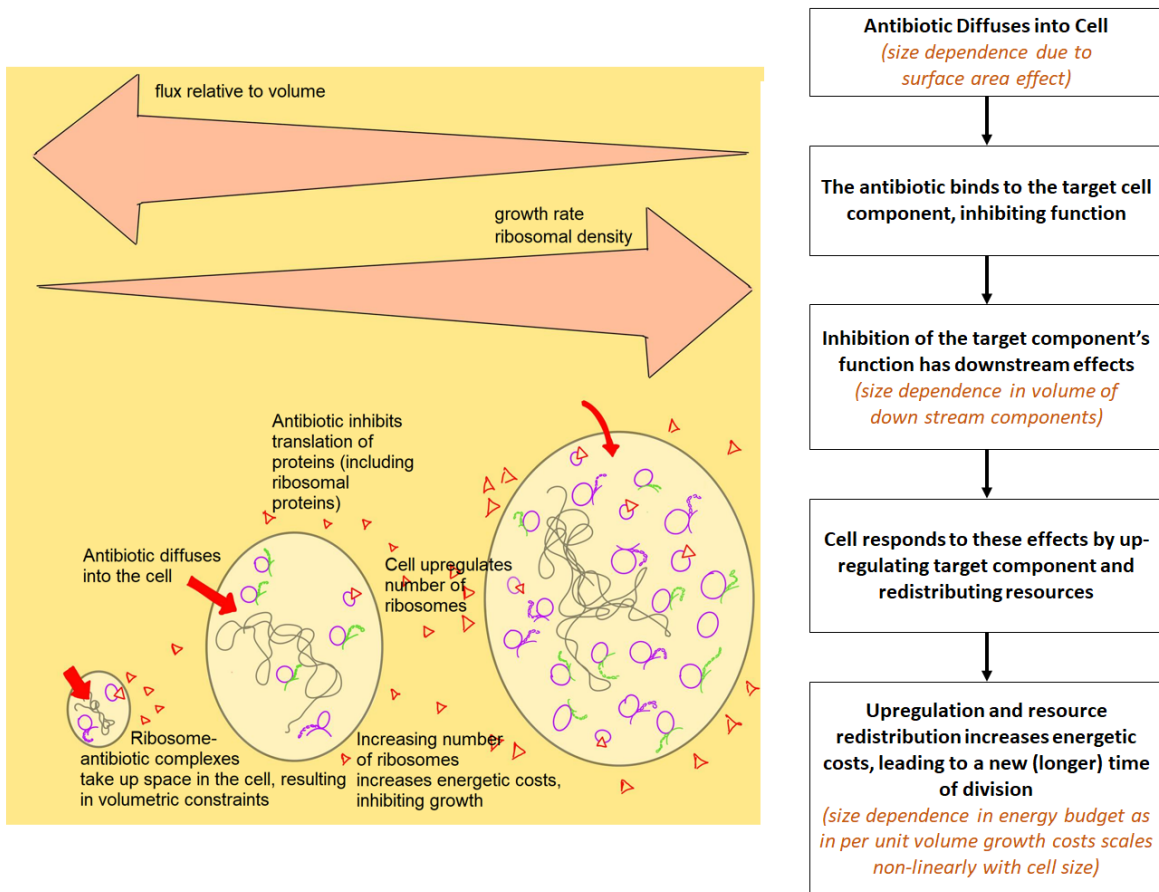 flux relative to volume
growth rate
ribosomal density
Antibiotic inhibits
translation of
proteins (including
ribosomal
proteins)
Antibiotic diffuses
into the cell
Cell upregulates
number of
ribosomes
Ribosome-
antibiotic complexes
take up space in the cell, resulting
in volumetric constraints
Increasing number
of ribosomes
increases energetic costs,
inhibiting growth
Antibiotic Diffuses into Cell
(size dependence due to
surface area effect)
The antibiotic binds to the target cell
component, inhibiting function
Inhibition of the target component’s
function has downstream effects
(size dependence in volume of
down stream components)
Cell responds to these effects by up-
regulating target component and
redistributing resources
Upregulation and resource
redistribution increases energetic
costs, leading to a new (longer) time
of division
(size dependence in energy budget as
in per unit volume growth costs scales
non-linearly with cell size)